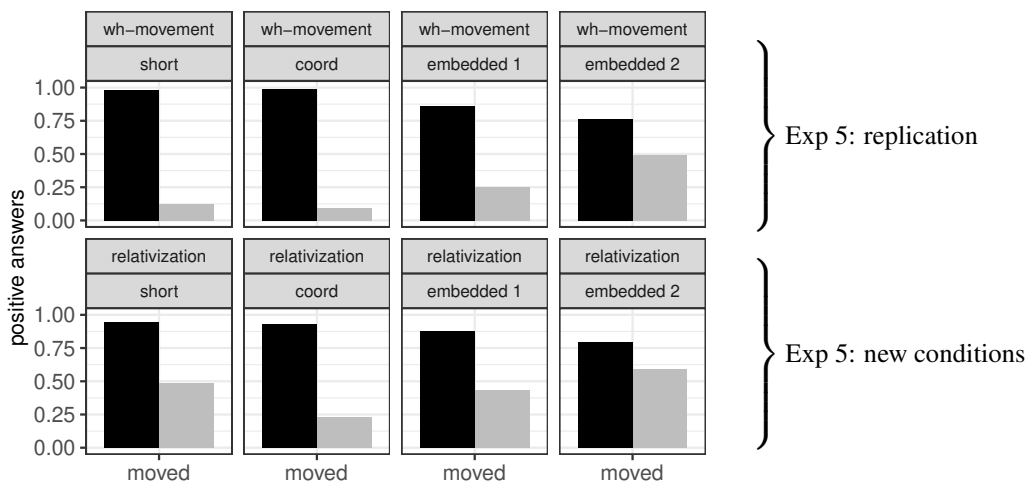 wh−movement wh−movement wh−movement wh−movement
short coord embedded 1 embedded 2
1.00
0.75
0.50
0.25
0.00
Exp 5: replication
positive answers
relativization relativization relativization relativization
short coord embedded 1 embedded 2
1.00
0.75
0.50
0.25
0.00
Exp 5: new conditions
moved moved moved moved